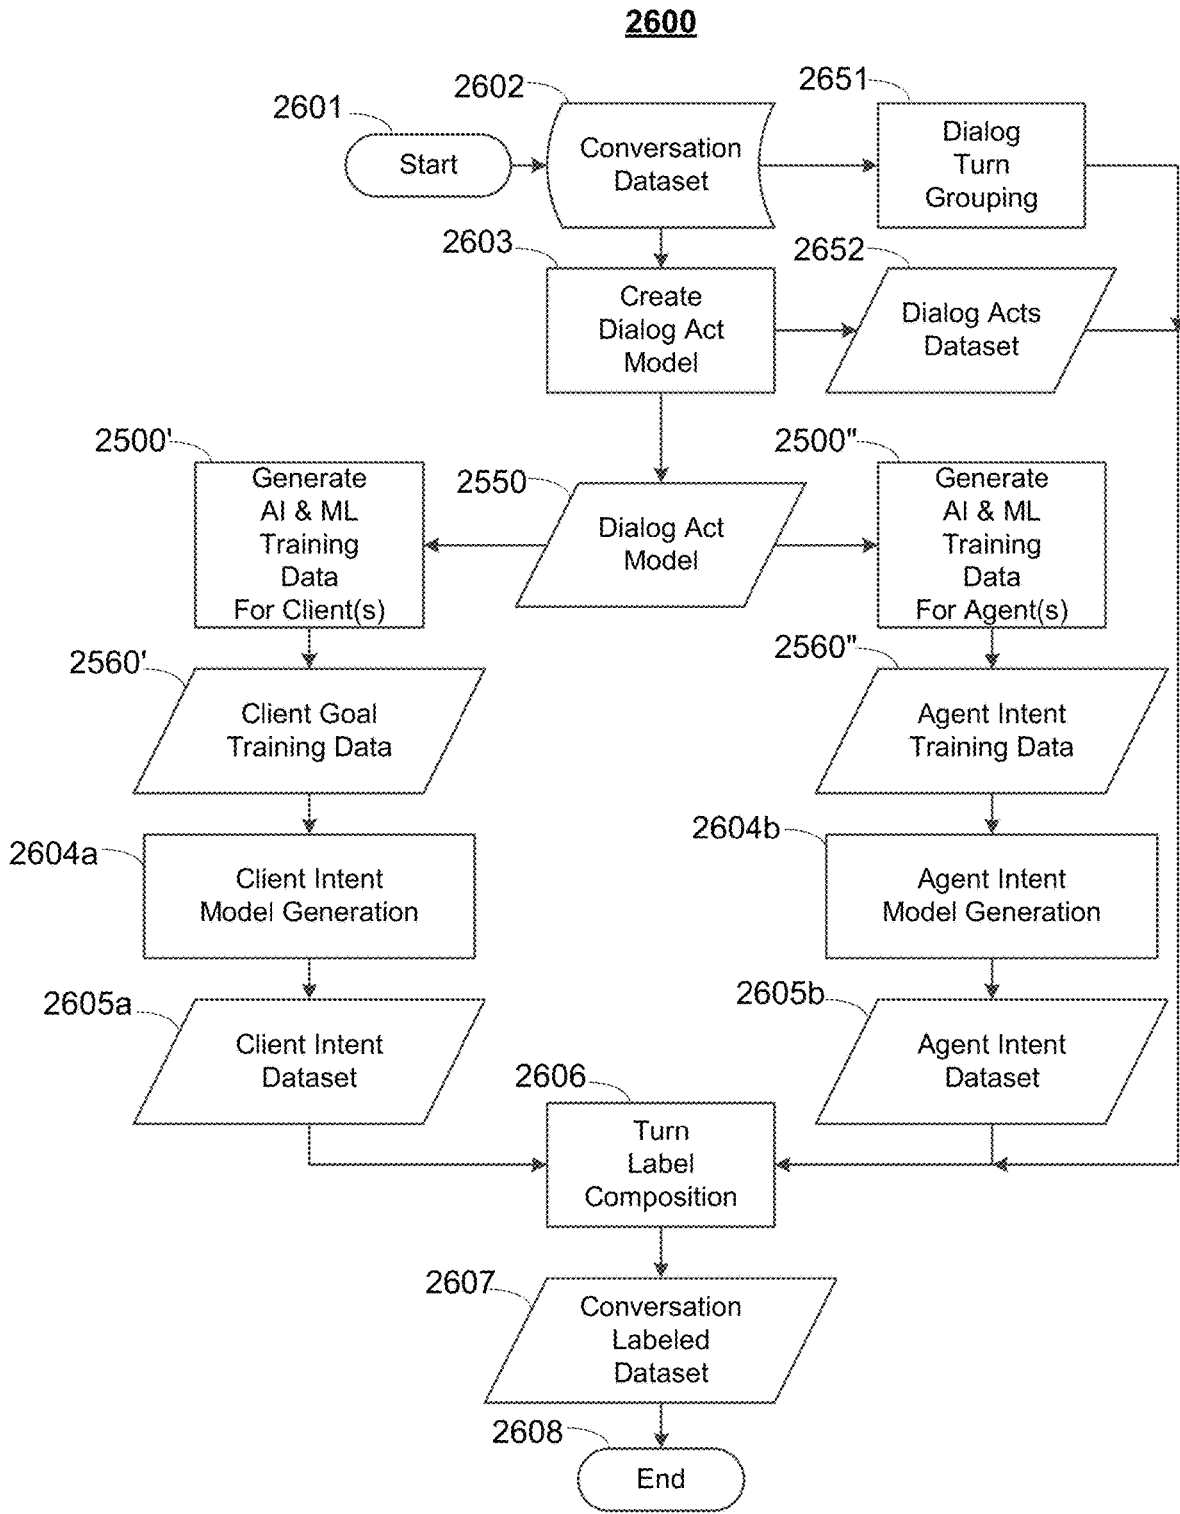 2600
2601
Start
2602
Conversation
Dataset
2651
Dialog
Turn
Grouping
2603
Create
Dialog Act
Model
2652
Dialog Acts
Dataset
2500'
Generate
AI & ML
Training
Data
For Client(s)
2550
Dialog Act
Model
2500"
Generate
AI & ML
Training
Data
For Agent(s)
2560'
Client Goal
Training Data
2560"
Agent Intent
Training Data
2604a
Client Intent
Model Generation
2604b
Agent Intent
Model Generation
2605a
Client Intent
Dataset
2605b
Agent Intent
Dataset
2606
Turn
Label
Composition
2607
Conversation
Labeled
Dataset
2608
End